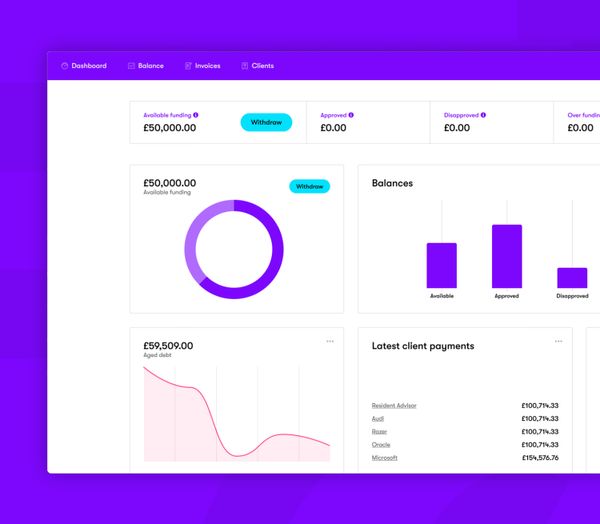 Dashboard Balance Invoices Clients
Available funding Approved Disapproved Over
£50,000.00 Withdraw £0.00 £0.00 £0.00
£50,000.00 Withdraw
Available funding
Balances
Available Approved Disapproved
£59,509.00
Aged debt
Latest client payments
Resident Advisor £100,714.33
Audi £100,714.33
Razer £100,714.33
Oracle £100,714.33
Microsoft £154,576.76